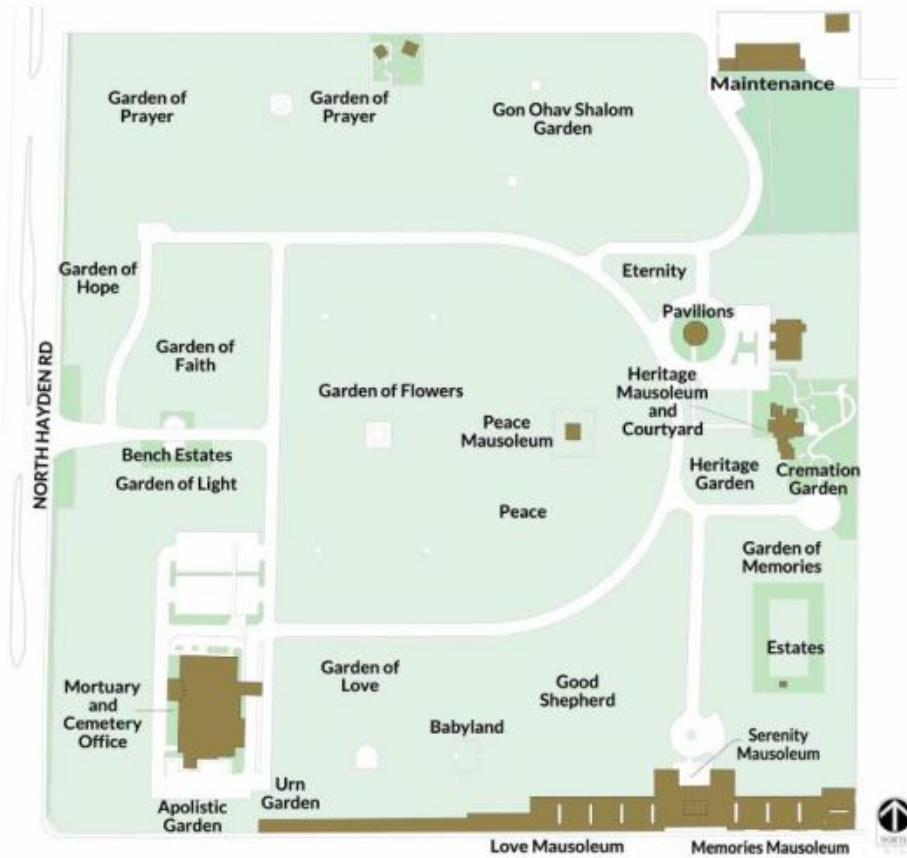 Maintenance
Garden of
Prayer
Garden of
Prayer
Gon Ohav Shalom
Garden
Garden of
Hope
Eternity
Pavilions
Garden of
Faith
Garden of Flowers
Heritage
Mausoleum
and
Courtyard
Peace
Mausoleum
NORTH HAYDEN RD
Bench Estates
Garden of Light
Heritage
Garden
Cremation
Garden
Peace
Garden of
Memories
Estates
Garden of
Love
Good
Shepherd
Mortuary
and
Cemetery
Office
Babyland
Serenity
Mausoleum
Urn
Garden
Apolistic
Garden
Love Mausoleum
Memories Mausoleum
NORTH